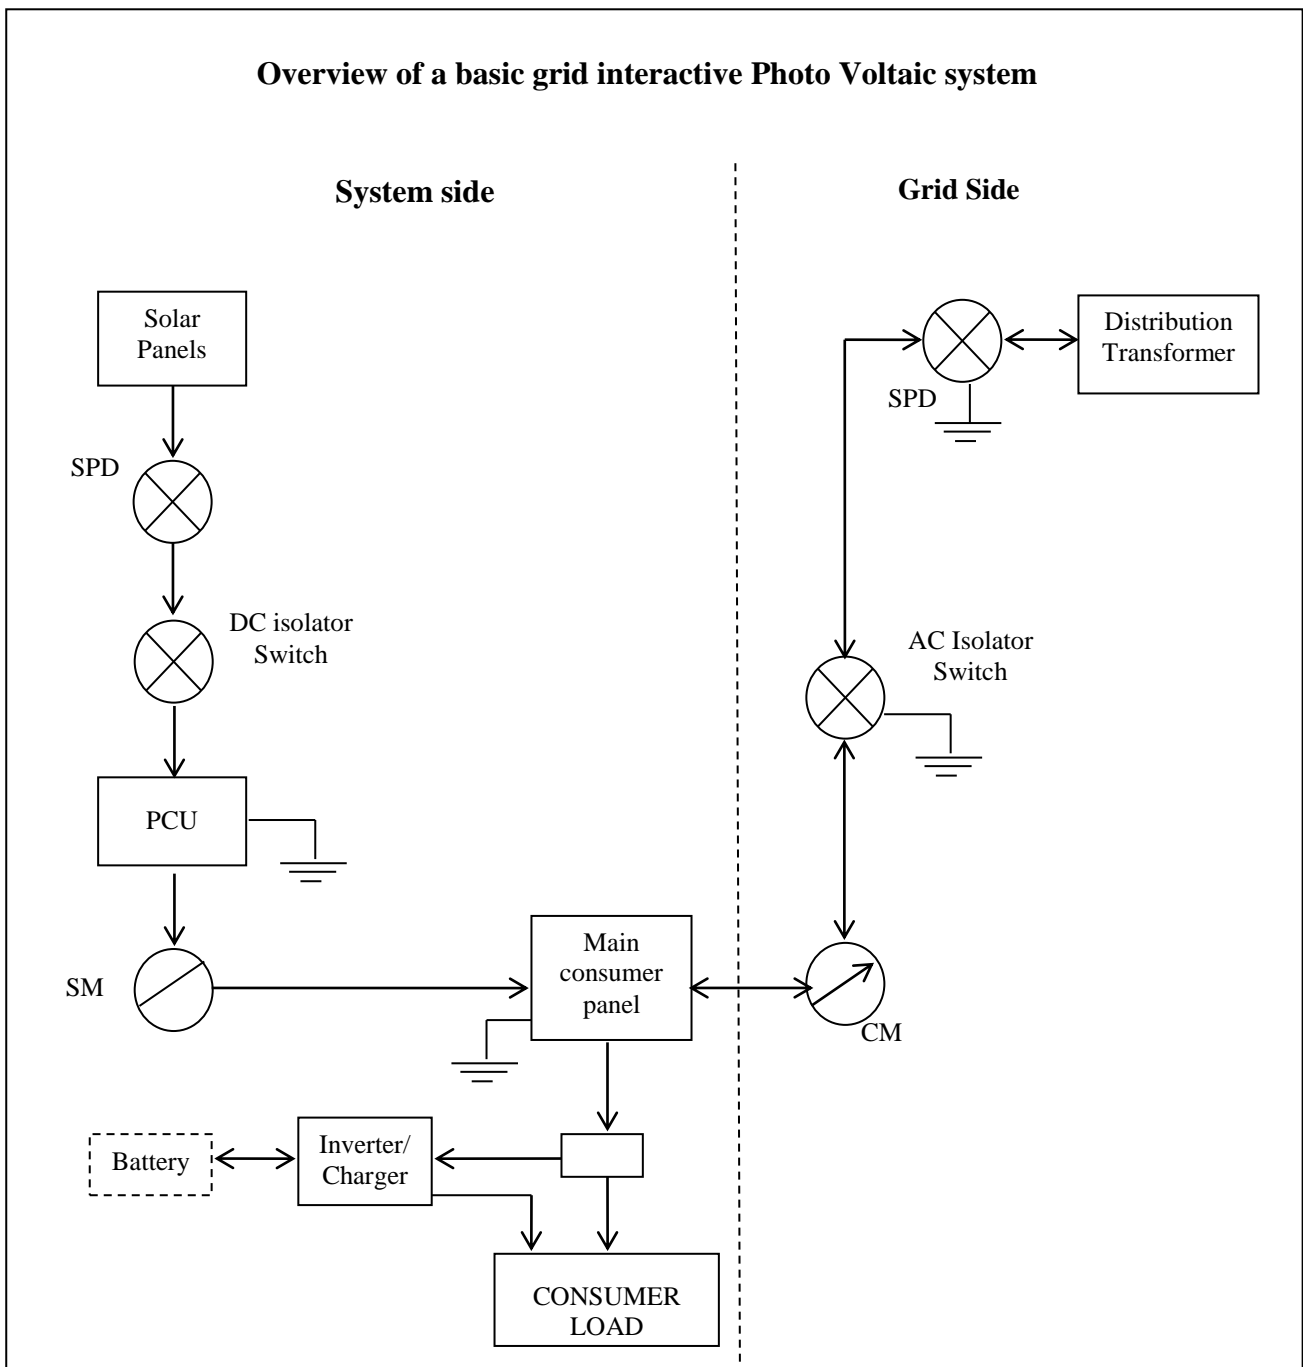 Overview of a basic grid interactive Photo Voltaic system
System side
Grid Side
Solar
Panels
SPD
DC isolator
Switch
PCU
SM
Main
consumer
panel
Battery
Inverter/
Charger
CONSUMER
LOAD
Distribution
Transformer
SPD
AC Isolator
Switch
CM